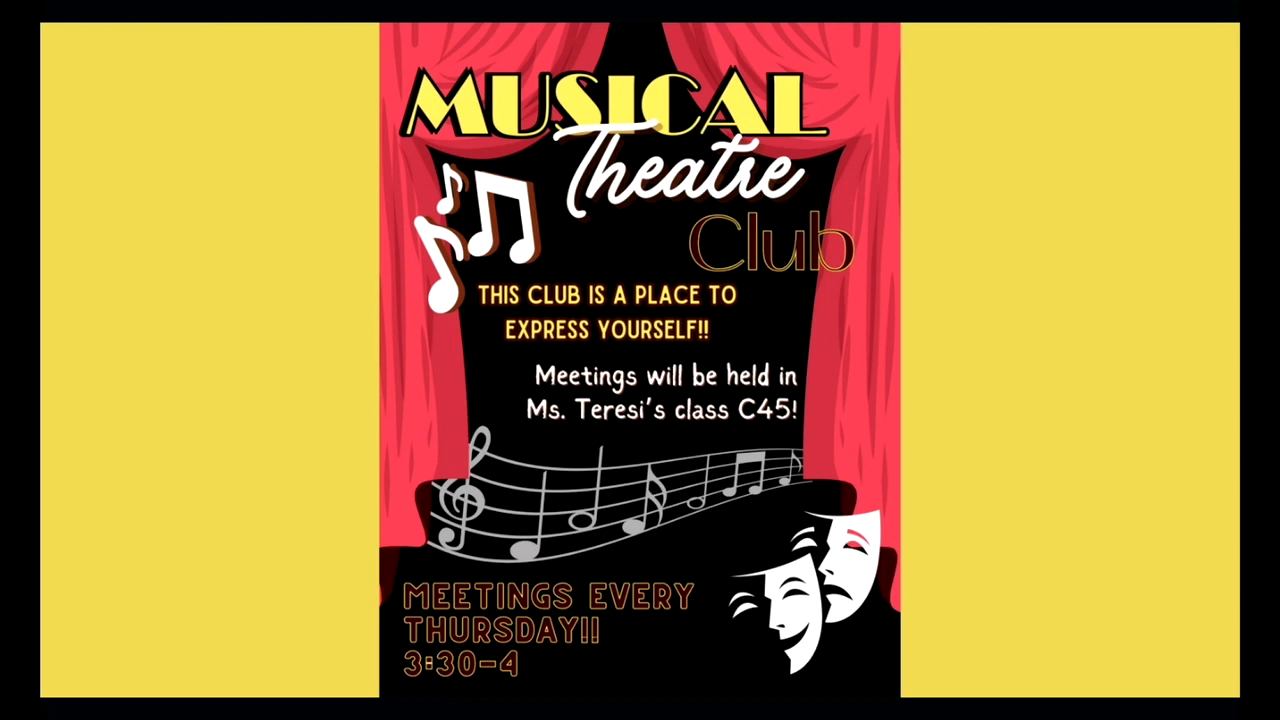 MUSICAL
Theatre
Club
THIS CLUB IS A PLACE TO
EXPRESS YOURSELF!!
Meetings will be held in
Ms. Teresi's class C45!
MEETINGS EVERY
THURSDAY!!
3:30-4